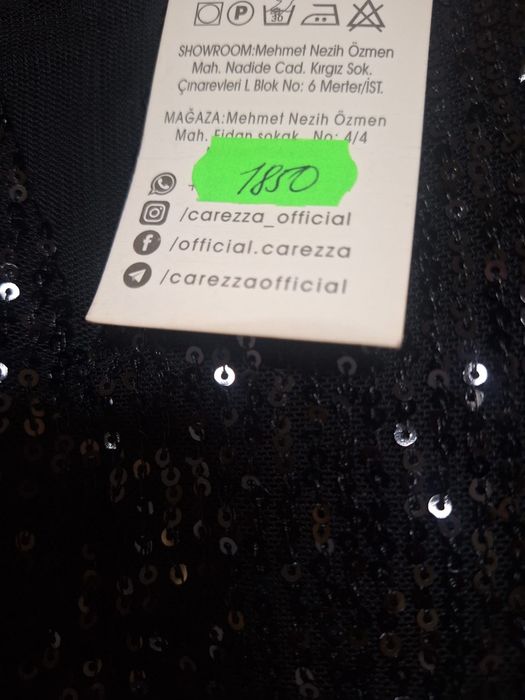 P
30
SHOWROOM:Mehmet Nezih Özmen
Mah. Nadide Cad. Kırgız Sok.
Çınarevleri L Blok No: 6 Merter/İST.
MAĞAZA:Mehmet Nezih Özmen
Mah. Fidan sokak No: 4/4
1850
/carezza_official
/official.carezza
/carezzaofficial